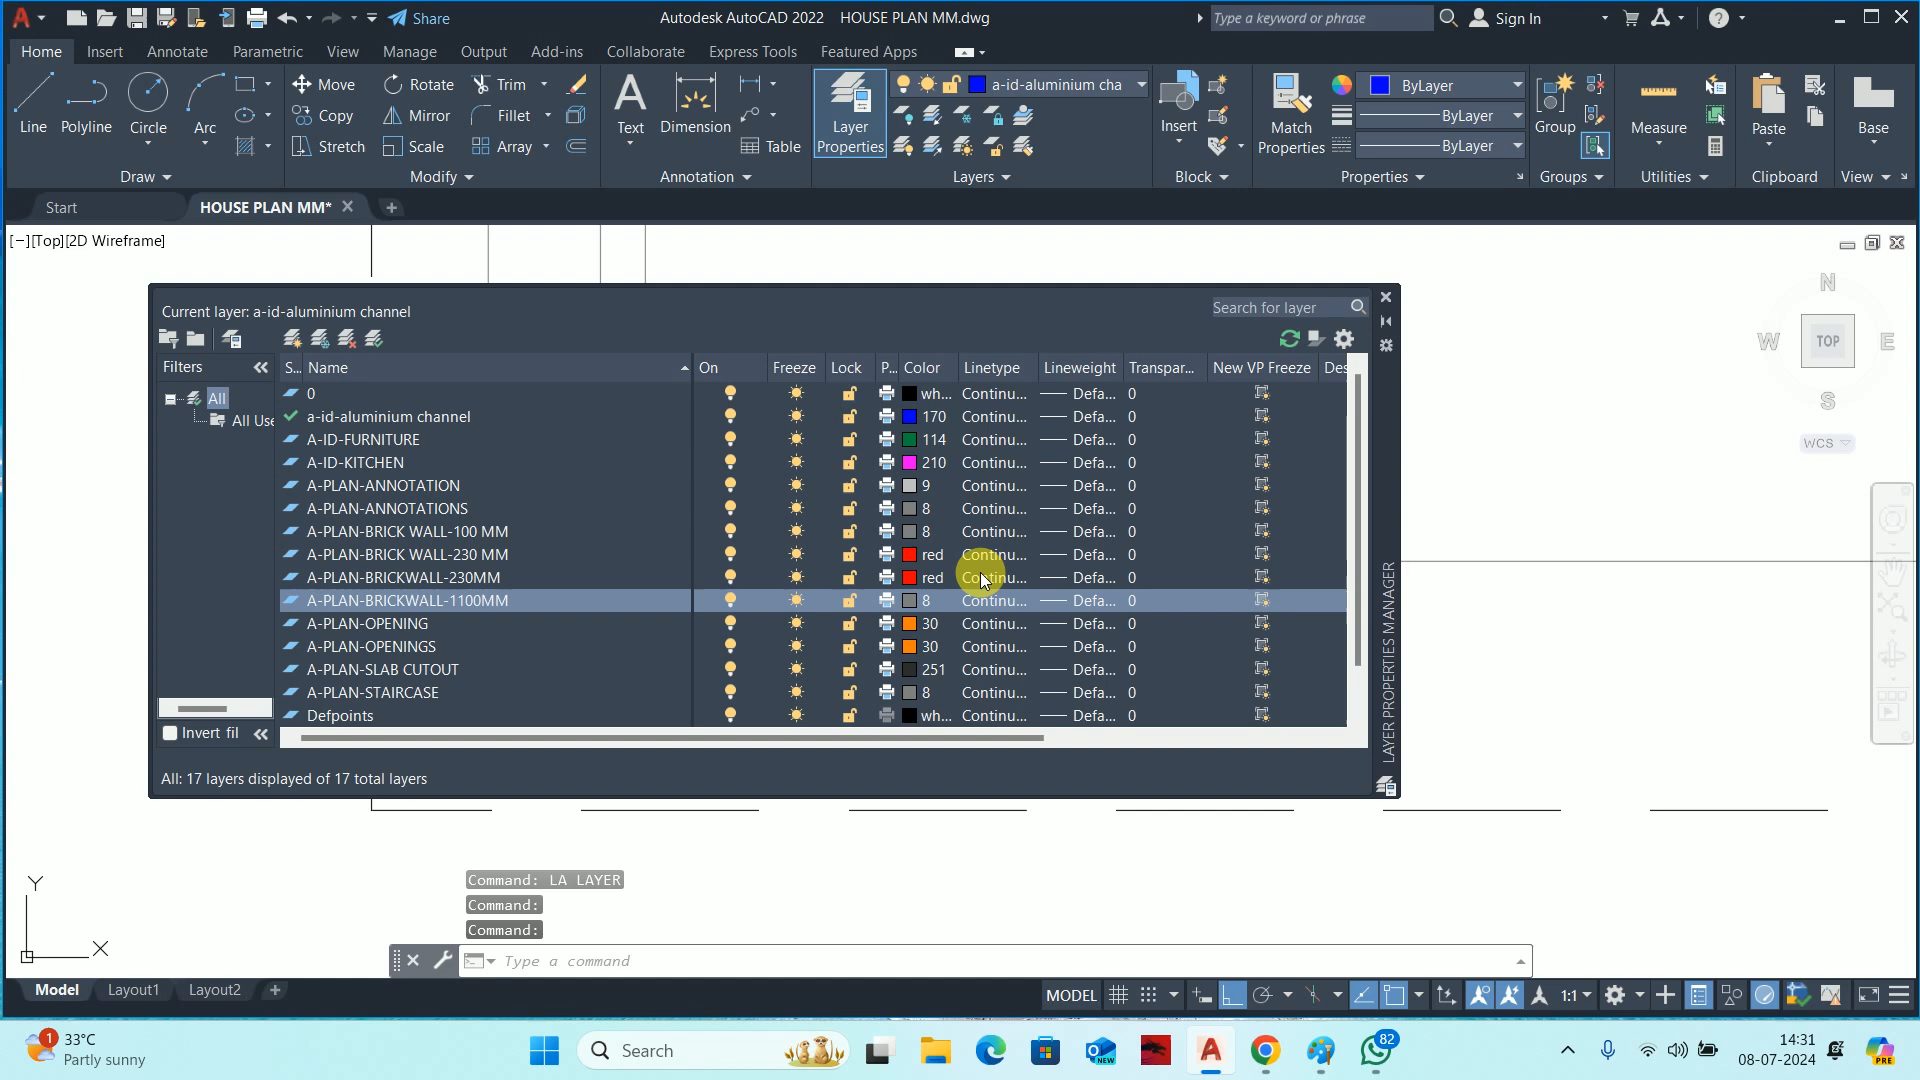 Share
Autodesk AutoCAD 2022 HOUSE PLAN MM.dwg
Type a keyword or phrase
Sign In
Home Insert Annotate Parametric View Manage Output Add-ins Collaborate Express Tools Featured Apps
Line Polyline Circle Arc
Move Rotate Trim
Copy Mirror Fillet
Stretch Scale Array
Text Dimension Table
Layer Properties
a-id-aluminium cha
Insert
Match Properties
ByLayer
ByLayer
ByLayer
Group
Measure
Paste
Base
Draw Modify Annotation Layers Block Properties Groups Utilities Clipboard View
Start HOUSE PLAN MM*
[−][Top][2D Wireframe]
N
W TOP E
S
WCS
Current layer: a-id-aluminium channel
Search for layer
Filters
All
All Use
Invert fil
S... Name On Freeze Lock P... Color Linetype Lineweight Transpar... New VP Freeze Des
0 wh... Continu... Defa... 0
a-id-aluminium channel 170 Continu... Defa... 0
A-ID-FURNITURE 114 Continu... Defa... 0
A-ID-KITCHEN 210 Continu... Defa... 0
A-PLAN-ANNOTATION 9 Continu... Defa... 0
A-PLAN-ANNOTATIONS 8 Continu... Defa... 0
A-PLAN-BRICK WALL-100 MM 8 Continu... Defa... 0
A-PLAN-BRICK WALL-230 MM red Continu... Defa... 0
A-PLAN-BRICKWALL-230MM red Continu... Defa... 0
A-PLAN-BRICKWALL-1100MM 8 Continu... Defa... 0
A-PLAN-OPENING 30 Continu... Defa... 0
A-PLAN-OPENINGS 30 Continu... Defa... 0
A-PLAN-SLAB CUTOUT 251 Continu... Defa... 0
A-PLAN-STAIRCASE 8 Continu... Defa... 0
Defpoints wh... Continu... Defa... 0
LAYER PROPERTIES MANAGER
All: 17 layers displayed of 17 total layers
Command: LA LAYER
Command:
Command:
Type a command
Y
X
Model Layout1 Layout2
MODEL 1:1
1
33°C
Partly sunny
Search
NEW
82
14:31
08-07-2024
PRE